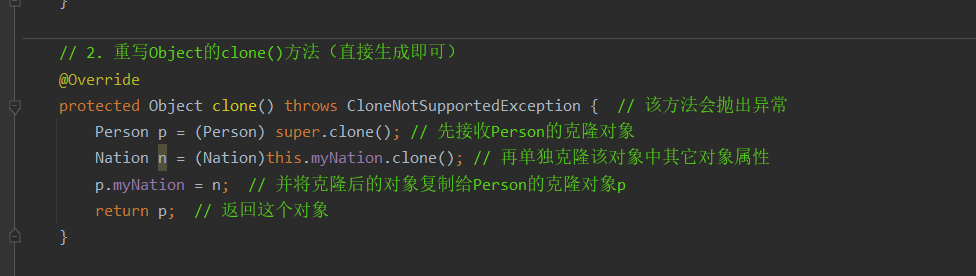 }
// 2. 重写Object的clone()方法（直接生成即可）
@Override
protected Object clone() throws CloneNotSupportedException {  // 该方法会抛出异常
Person p = (Person) super.clone(); // 先接收Person的克隆对象
Nation n = (Nation)this.myNation.clone(); // 再单独克隆该对象中其它对象属性
p.myNation = n;  // 并将克隆后的对象复制给Person的克隆对象p
return p;  // 返回这个对象
}